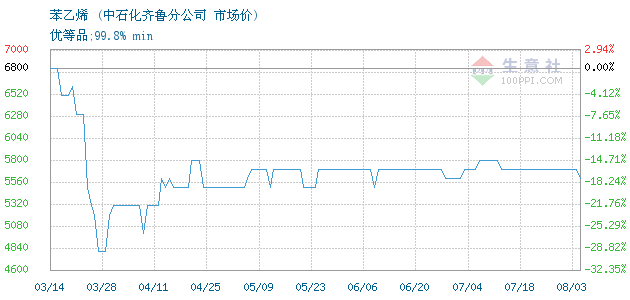 苯乙烯 (中石化齐鲁分公司 市场价)
优等品;99.8% min
7000 2.94%
6800 0.00%
6520 -4.12%
6280 -7.65%
6040 -11.18%
5800 -14.71%
5560 -18.24%
5320 -21.76%
5080 -25.29%
4840 -28.82%
4600 -32.35%
生意社
100PPI.COM
03/14 03/28 04/11 04/25 05/09 05/23 06/06 06/20 07/04 07/18 08/03